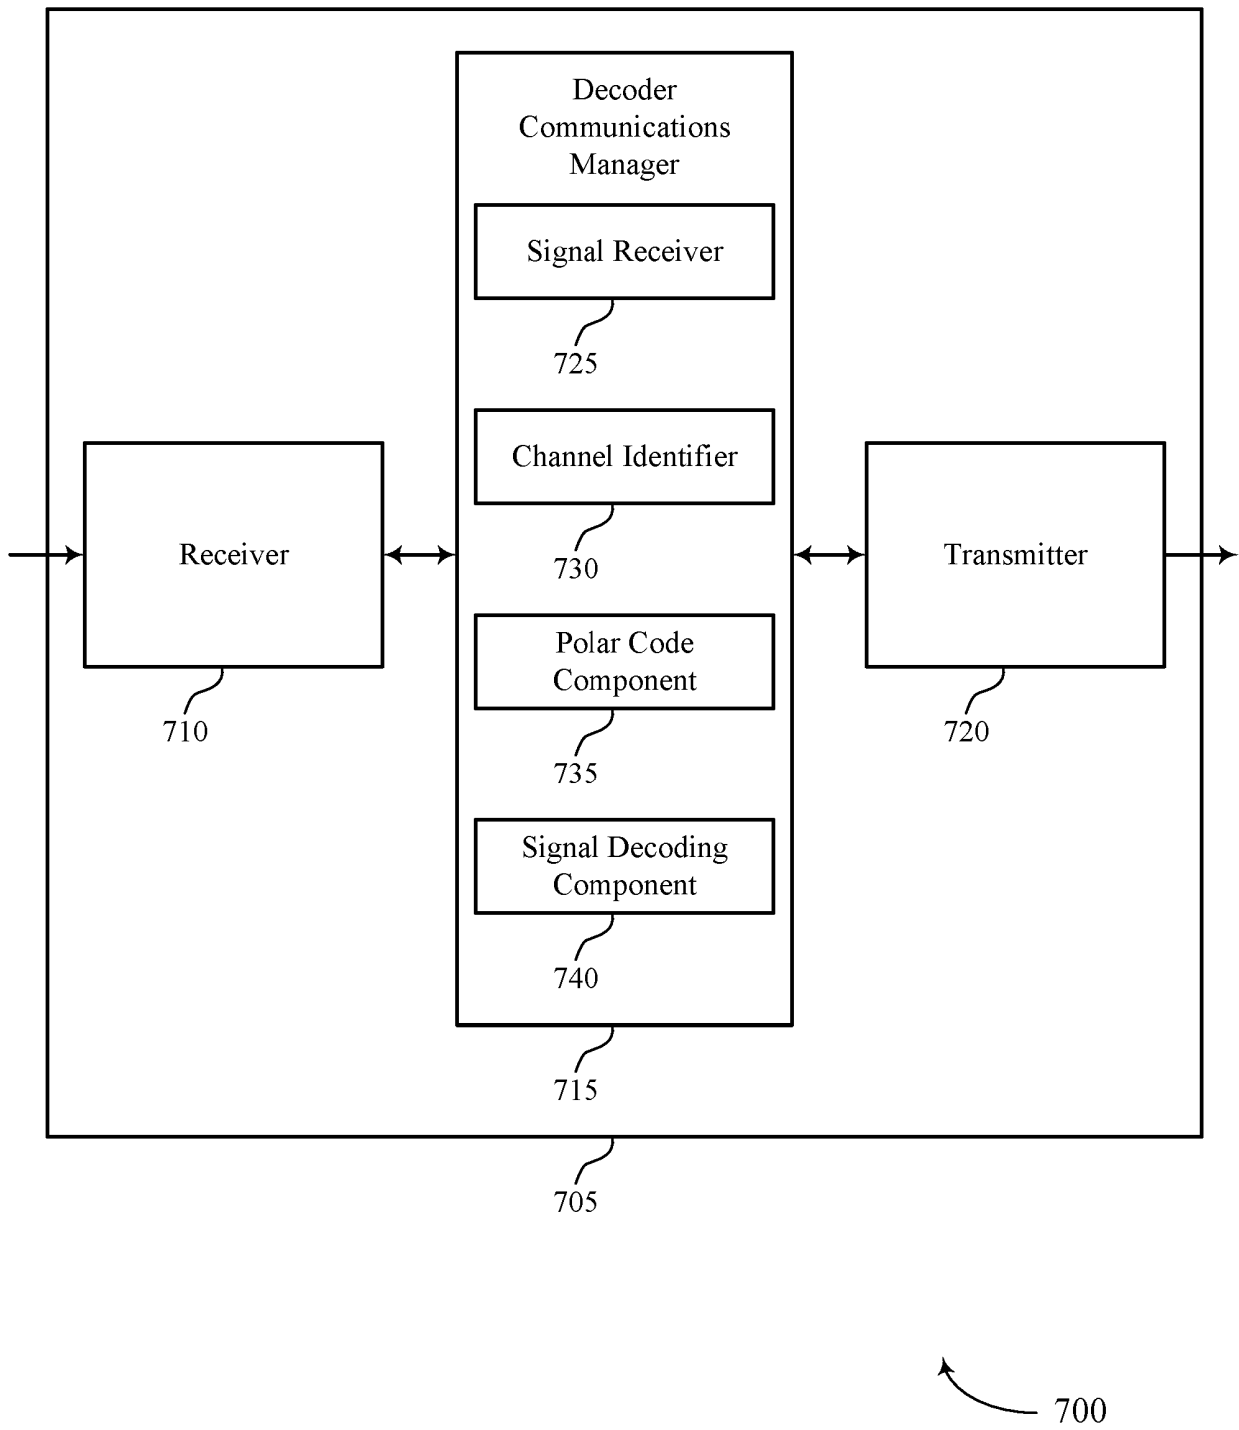 Decoder
Communications
Manager
Signal Receiver
725
Channel Identifier
730
Receiver
710
Polar Code
Component
735
Transmitter
720
Signal Decoding
Component
740
715
705
700